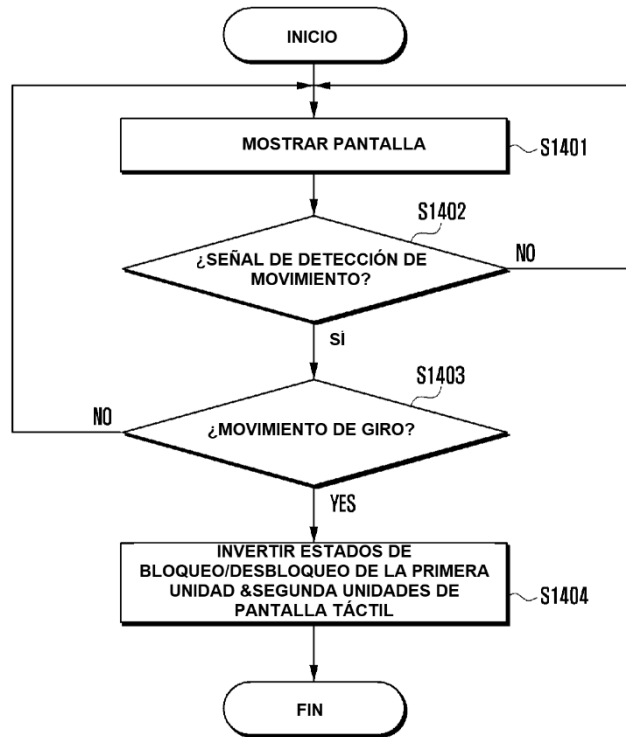 INICIO
MOSTRAR PANTALLA
S1401
S1402
¿SEÑAL DE DETECCIÓN DE
MOVIMIENTO?
NO
SÍ
S1403
NO
¿MOVIMIENTO DE GIRO?
YES
INVERTIR ESTADOS DE
BLOQUEO/DESBLOQUEO DE LA PRIMERA
UNIDAD &SEGUNDA UNIDADES DE
PANTALLA TÁCTIL
S1404
FIN